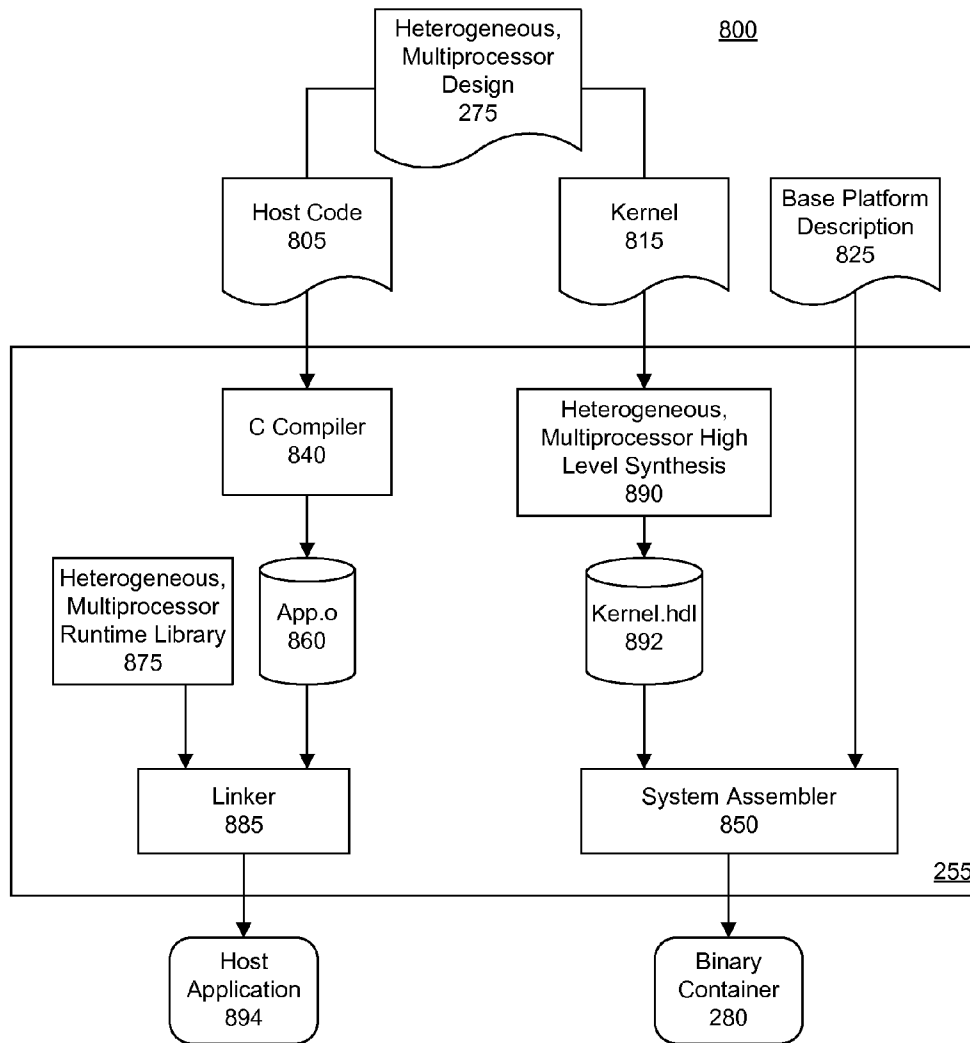 Heterogeneous,
Multiprocessor
Design
275
800
Host Code
805
Kernel
815
Base Platform
Description
825
C Compiler
840
Heterogeneous,
Multiprocessor High
Level Synthesis
890
Heterogeneous,
Multiprocessor
Runtime Library
875
App.o
860
Kernel.hdl
892
Linker
885
System Assembler
850
255
Host
Application
894
Binary
Container
280